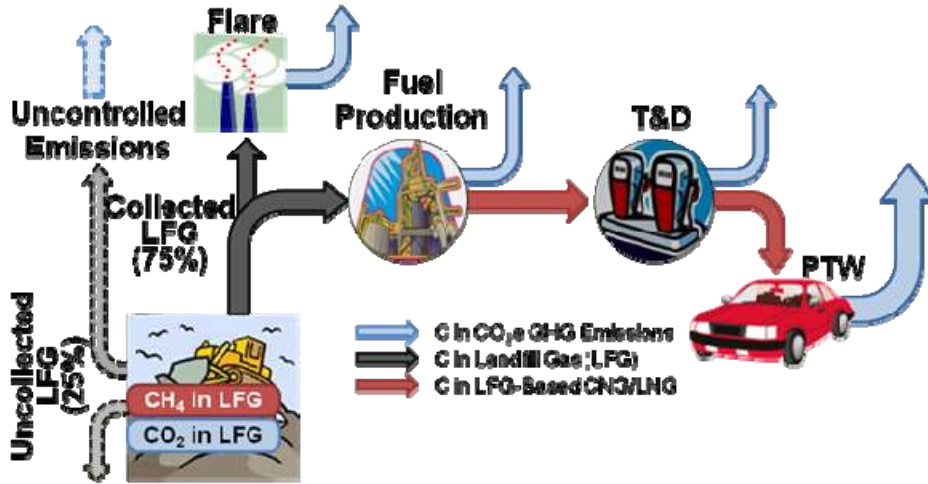 Flare
Fuel
Production
T&D
Uncontrolled
Emissions
Collected
LFG
(75%)
PTW
Uncollected
LFG
(25%)
C in CO₂e GHG Emissions
C in Landfill Gas (LFG)
C in LFG-Based CNG/LNG
CH₄ in LFG
CO₂ in LFG